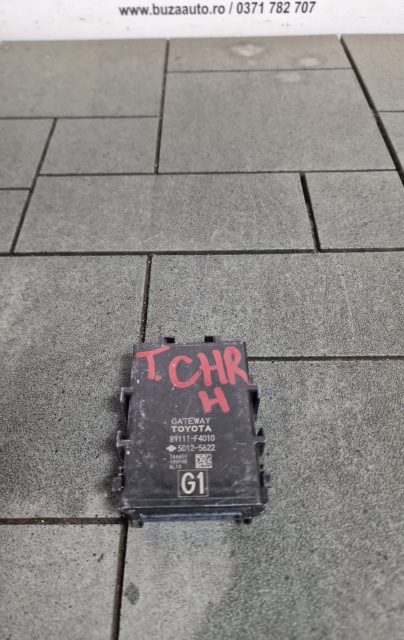 www.buzaauto.ro / 0371 782 707
T. CHR
H
GATEWAY
TOYOTA
89111-F4010
5012-5622
G1